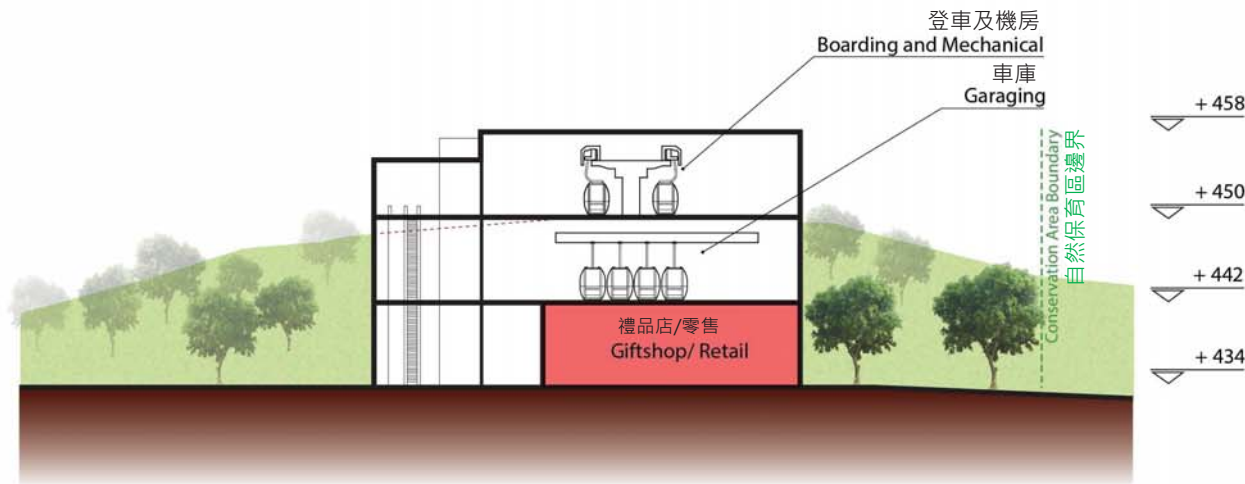 登車及機房
Boarding and Mechanical
車庫
Garaging
+ 458
+ 450
+ 442
+ 434
Conservation Area Boundary
自然保育區邊界
禮品店/零售
Giftshop/ Retail